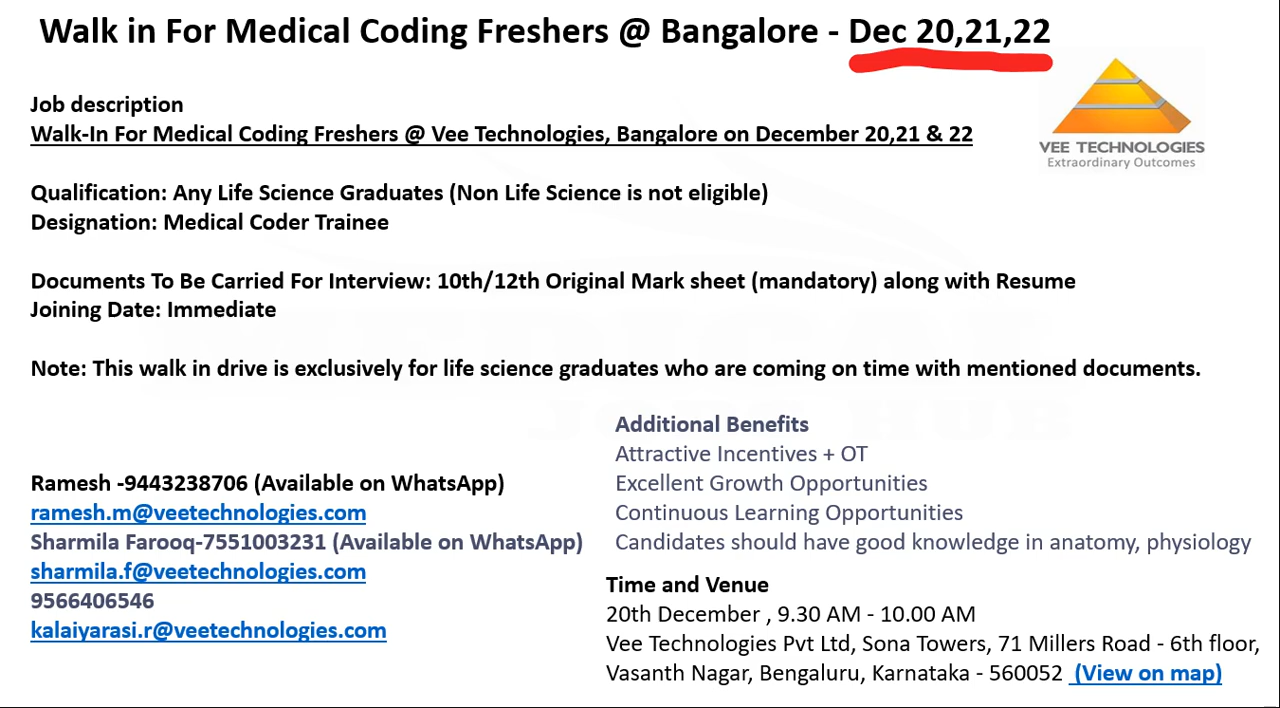 Walk in For Medical Coding Freshers @ Bangalore - Dec 20,21,22
VEE TECHNOLOGIES
Extraordinary Outcomes
Job description
Walk-In For Medical Coding Freshers @ Vee Technologies, Bangalore on December 20,21 & 22
Qualification: Any Life Science Graduates (Non Life Science is not eligible)
Designation: Medical Coder Trainee
Documents To Be Carried For Interview: 10th/12th Original Mark sheet (mandatory) along with Resume
Joining Date: Immediate
Note: This walk in drive is exclusively for life science graduates who are coming on time with mentioned documents.
Ramesh -9443238706 (Available on WhatsApp)
ramesh.m@veetechnologies.com
Sharmila Farooq-7551003231 (Available on WhatsApp)
sharmila.f@veetechnologies.com
9566406546
kalaiyarasi.r@veetechnologies.com
Additional Benefits
Attractive Incentives + OT
Excellent Growth Opportunities
Continuous Learning Opportunities
Candidates should have good knowledge in anatomy, physiology
Time and Venue
20th December , 9.30 AM - 10.00 AM
Vee Technologies Pvt Ltd, Sona Towers, 71 Millers Road - 6th floor,
Vasanth Nagar, Bengaluru, Karnataka - 560052 (View on map)